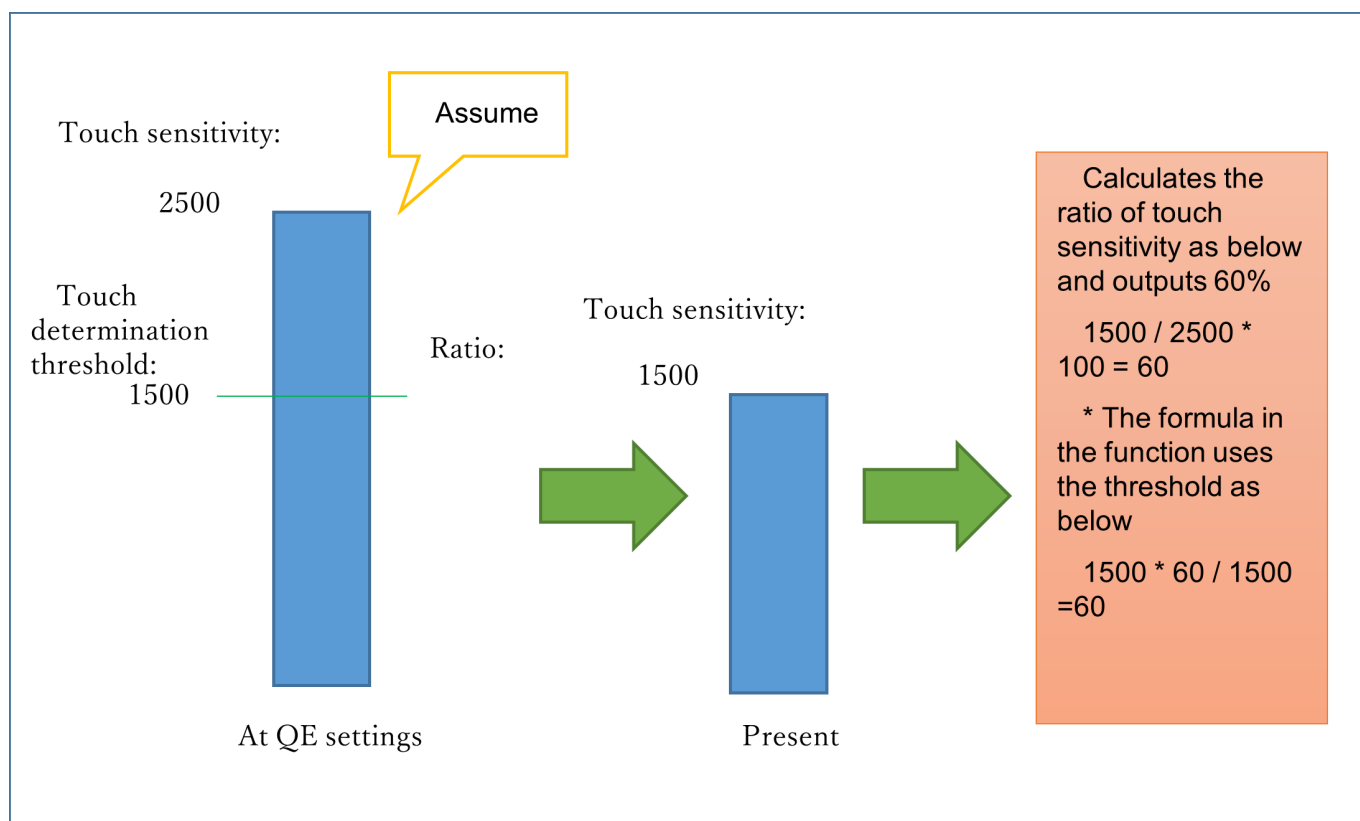 Assume
Touch sensitivity:
2500
Touch
determination
threshold:
1500
Ratio:
At QE settings
Touch sensitivity:
1500
Present
Calculates the
ratio of touch
sensitivity as below
and outputs 60%
1500 / 2500 *
100 = 60
* The formula in
the function uses
the threshold as
below
1500 * 60 / 1500
=60